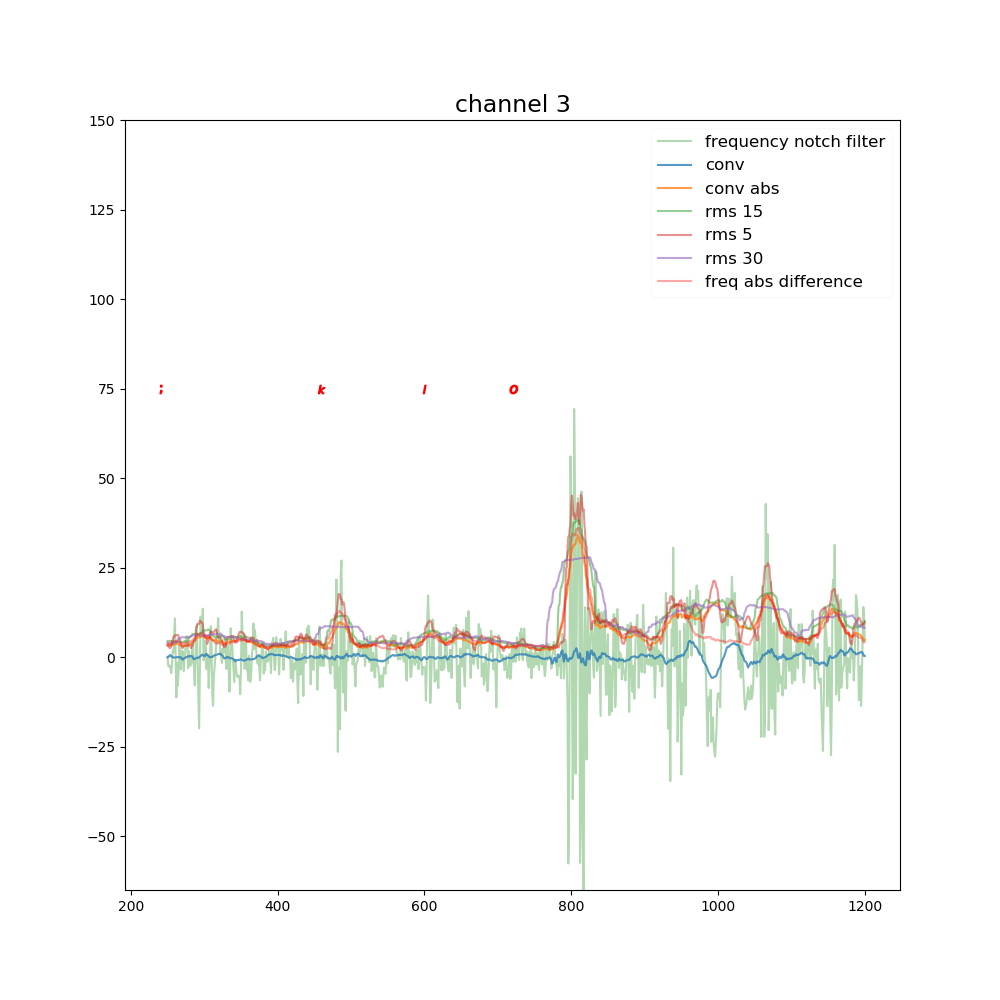 channel 3
150
125
100
75
50
25
0
−25
−50
frequency notch filter
conv
conv abs
rms 15
rms 5
rms 30
freq abs difference
; k l o
200 400 600 800 1000 1200